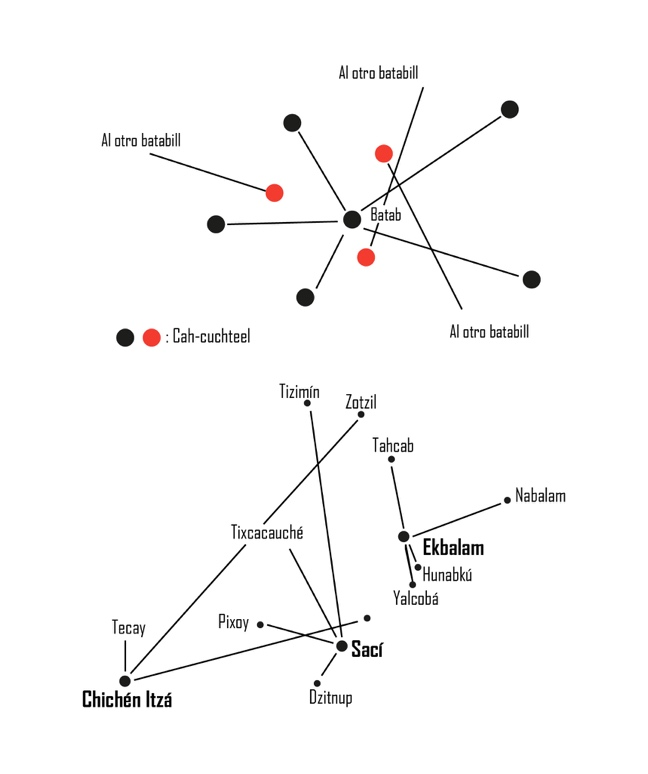 Al otro batabill
Al otro batabill
Batab
Al otro batabill
: Cah-cuchteel
Tizimín
Zotzil
Tahcab
Nabalam
Tixcacauché
Ekbalam
Hunabkú
Yalcobá
Pixoy
Tecay
Sací
Dzitnup
Chichén Itzá